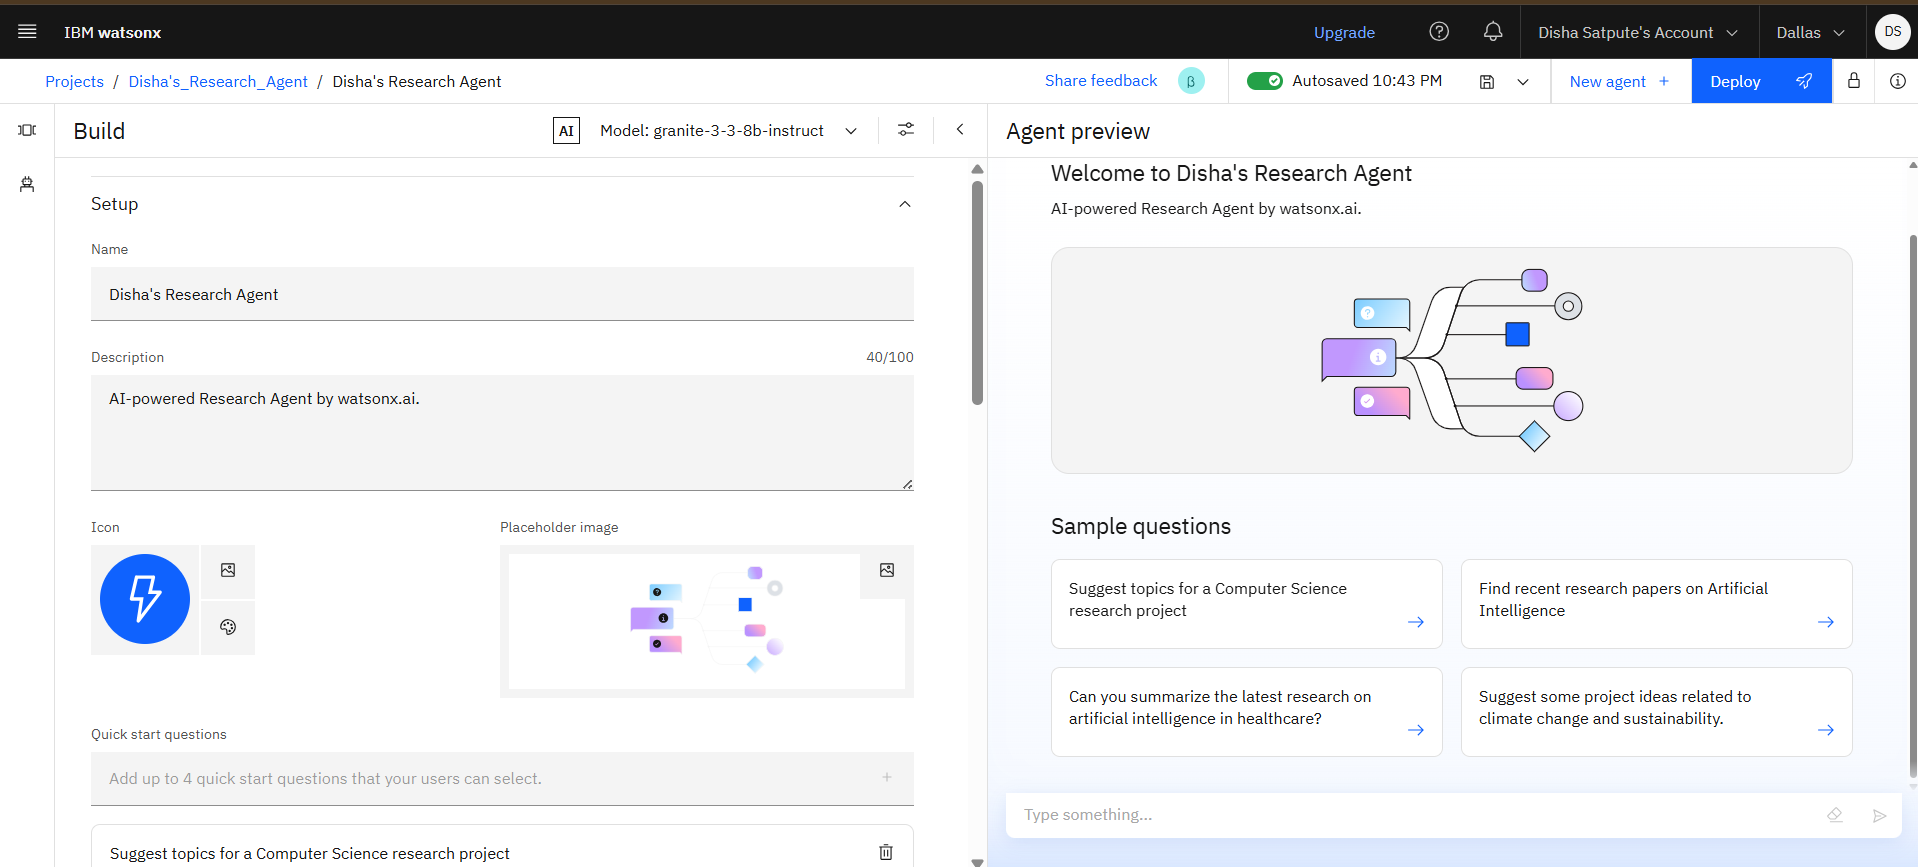 IBM watsonx
Upgrade
Disha Satpute's Account
Dallas
DS
Projects / Disha's_Research_Agent / Disha's Research Agent
Share feedback
β
Autosaved 10:43 PM
New agent +
Deploy
Build
AI
Model: granite-3-3-8b-instruct
Agent preview
Setup
Name
Disha's Research Agent
Description
40/100
AI-powered Research Agent by watsonx.ai.
Icon
Placeholder image
Quick start questions
Add up to 4 quick start questions that your users can select.
Suggest topics for a Computer Science research project
Welcome to Disha's Research Agent
AI-powered Research Agent by watsonx.ai.
Sample questions
Suggest topics for a Computer Science
research project
Find recent research papers on Artificial
Intelligence
Can you summarize the latest research on
artificial intelligence in healthcare?
Suggest some project ideas related to
climate change and sustainability.
Type something...